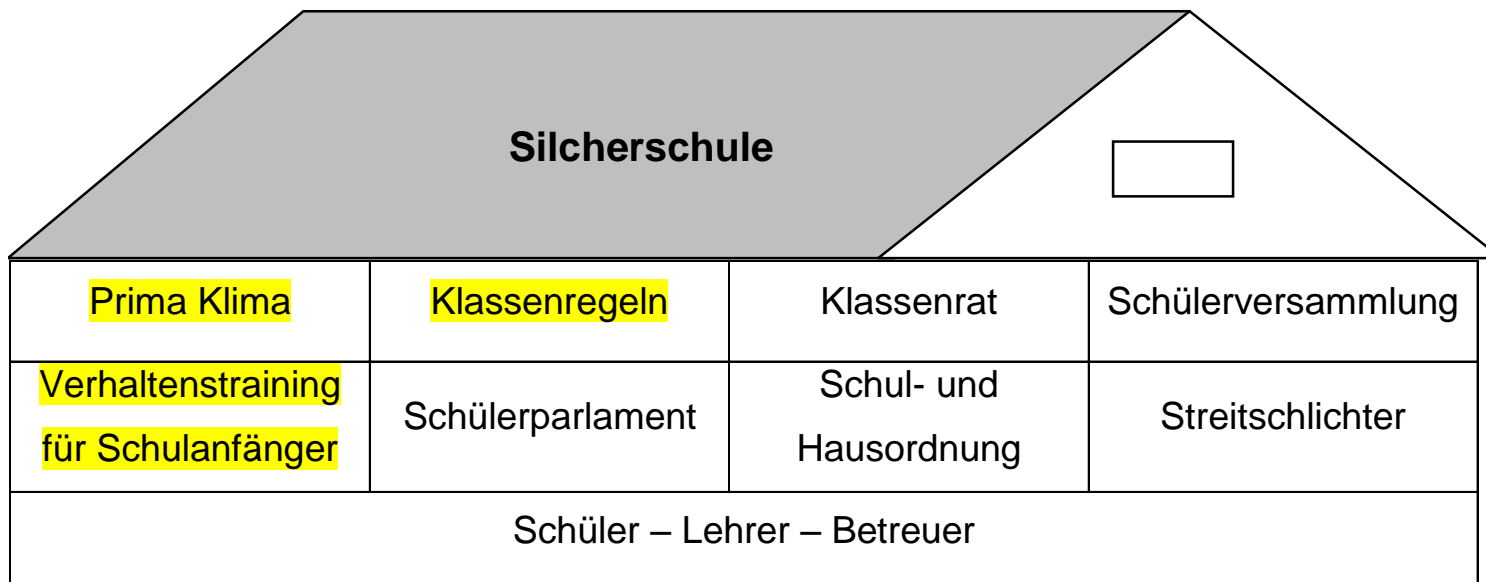 Silcherschule
Prima Klima
Klassenregeln
Klassenrat
Schülerversammlung
Verhaltenstraining
für Schulanfänger
Schülerparlament
Schul- und
Hausordnung
Streitschlichter
Schüler – Lehrer – Betreuer